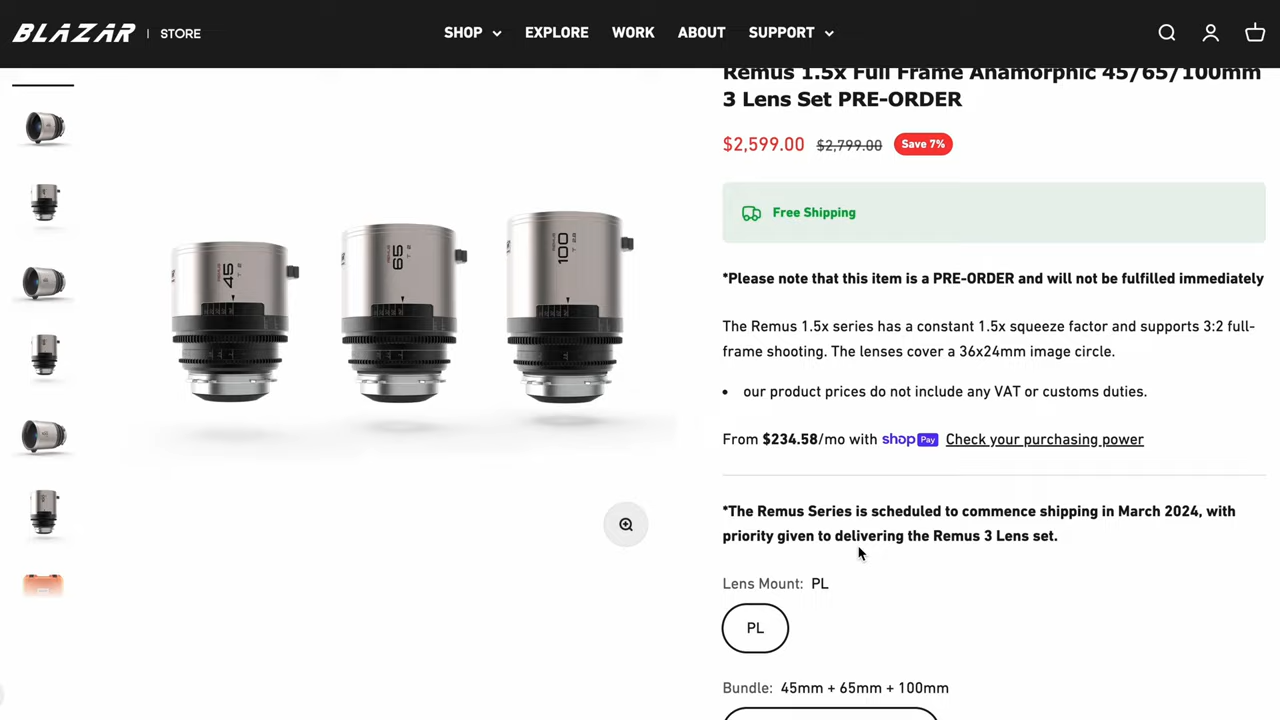 BLAZAR | STORE
SHOP
EXPLORE
WORK
ABOUT
SUPPORT
Remus 1.5x Full Frame Anamorphic 45/65/100mm
3 Lens Set PRE-ORDER
$2,599.00 $2,799.00 Save 7%
Free Shipping
*Please note that this item is a PRE-ORDER and will not be fulfilled immediately
The Remus 1.5x series has a constant 1.5x squeeze factor and supports 3:2 full-
frame shooting. The lenses cover a 36x24mm image circle.
• our product prices do not include any VAT or customs duties.
From $234.58/mo with shop Pay Check your purchasing power
*The Remus Series is scheduled to commence shipping in March 2024, with
priority given to delivering the Remus 3 Lens set.
Lens Mount: PL
PL
Bundle: 45mm + 65mm + 100mm
45
65
100